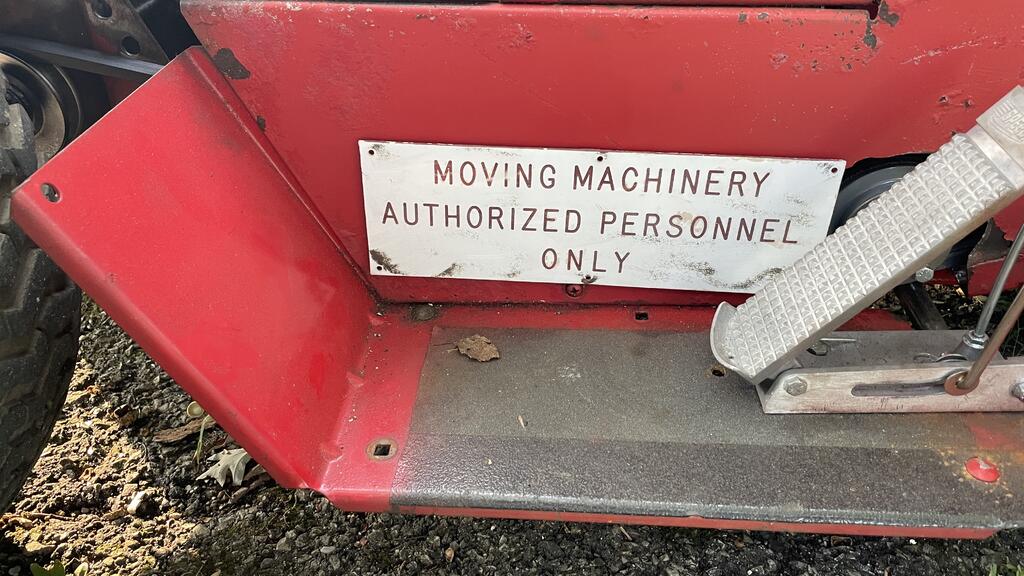 MOVING MACHINERY
AUTHORIZED PERSONNEL
ONLY